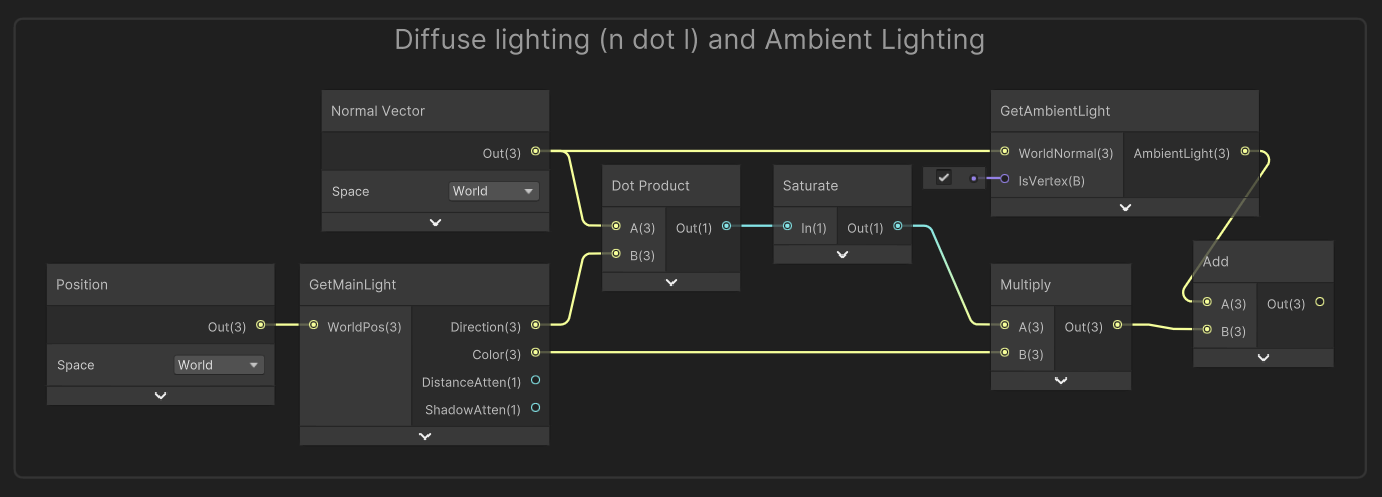 Diffuse lighting (n dot l) and Ambient Lighting
Normal Vector
Out(3)
Space
World
GetAmbientLight
WorldNormal(3)
AmbientLight(3)
IsVertex(B)
Dot Product
A(3)
Out(1)
B(3)
Saturate
In(1)
Out(1)
Position
Out(3)
Space
World
GetMainLight
WorldPos(3)
Direction(3)
Color(3)
DistanceAtten(1)
ShadowAtten(1)
Multiply
A(3)
Out(3)
B(3)
Add
A(3)
Out(3)
B(3)